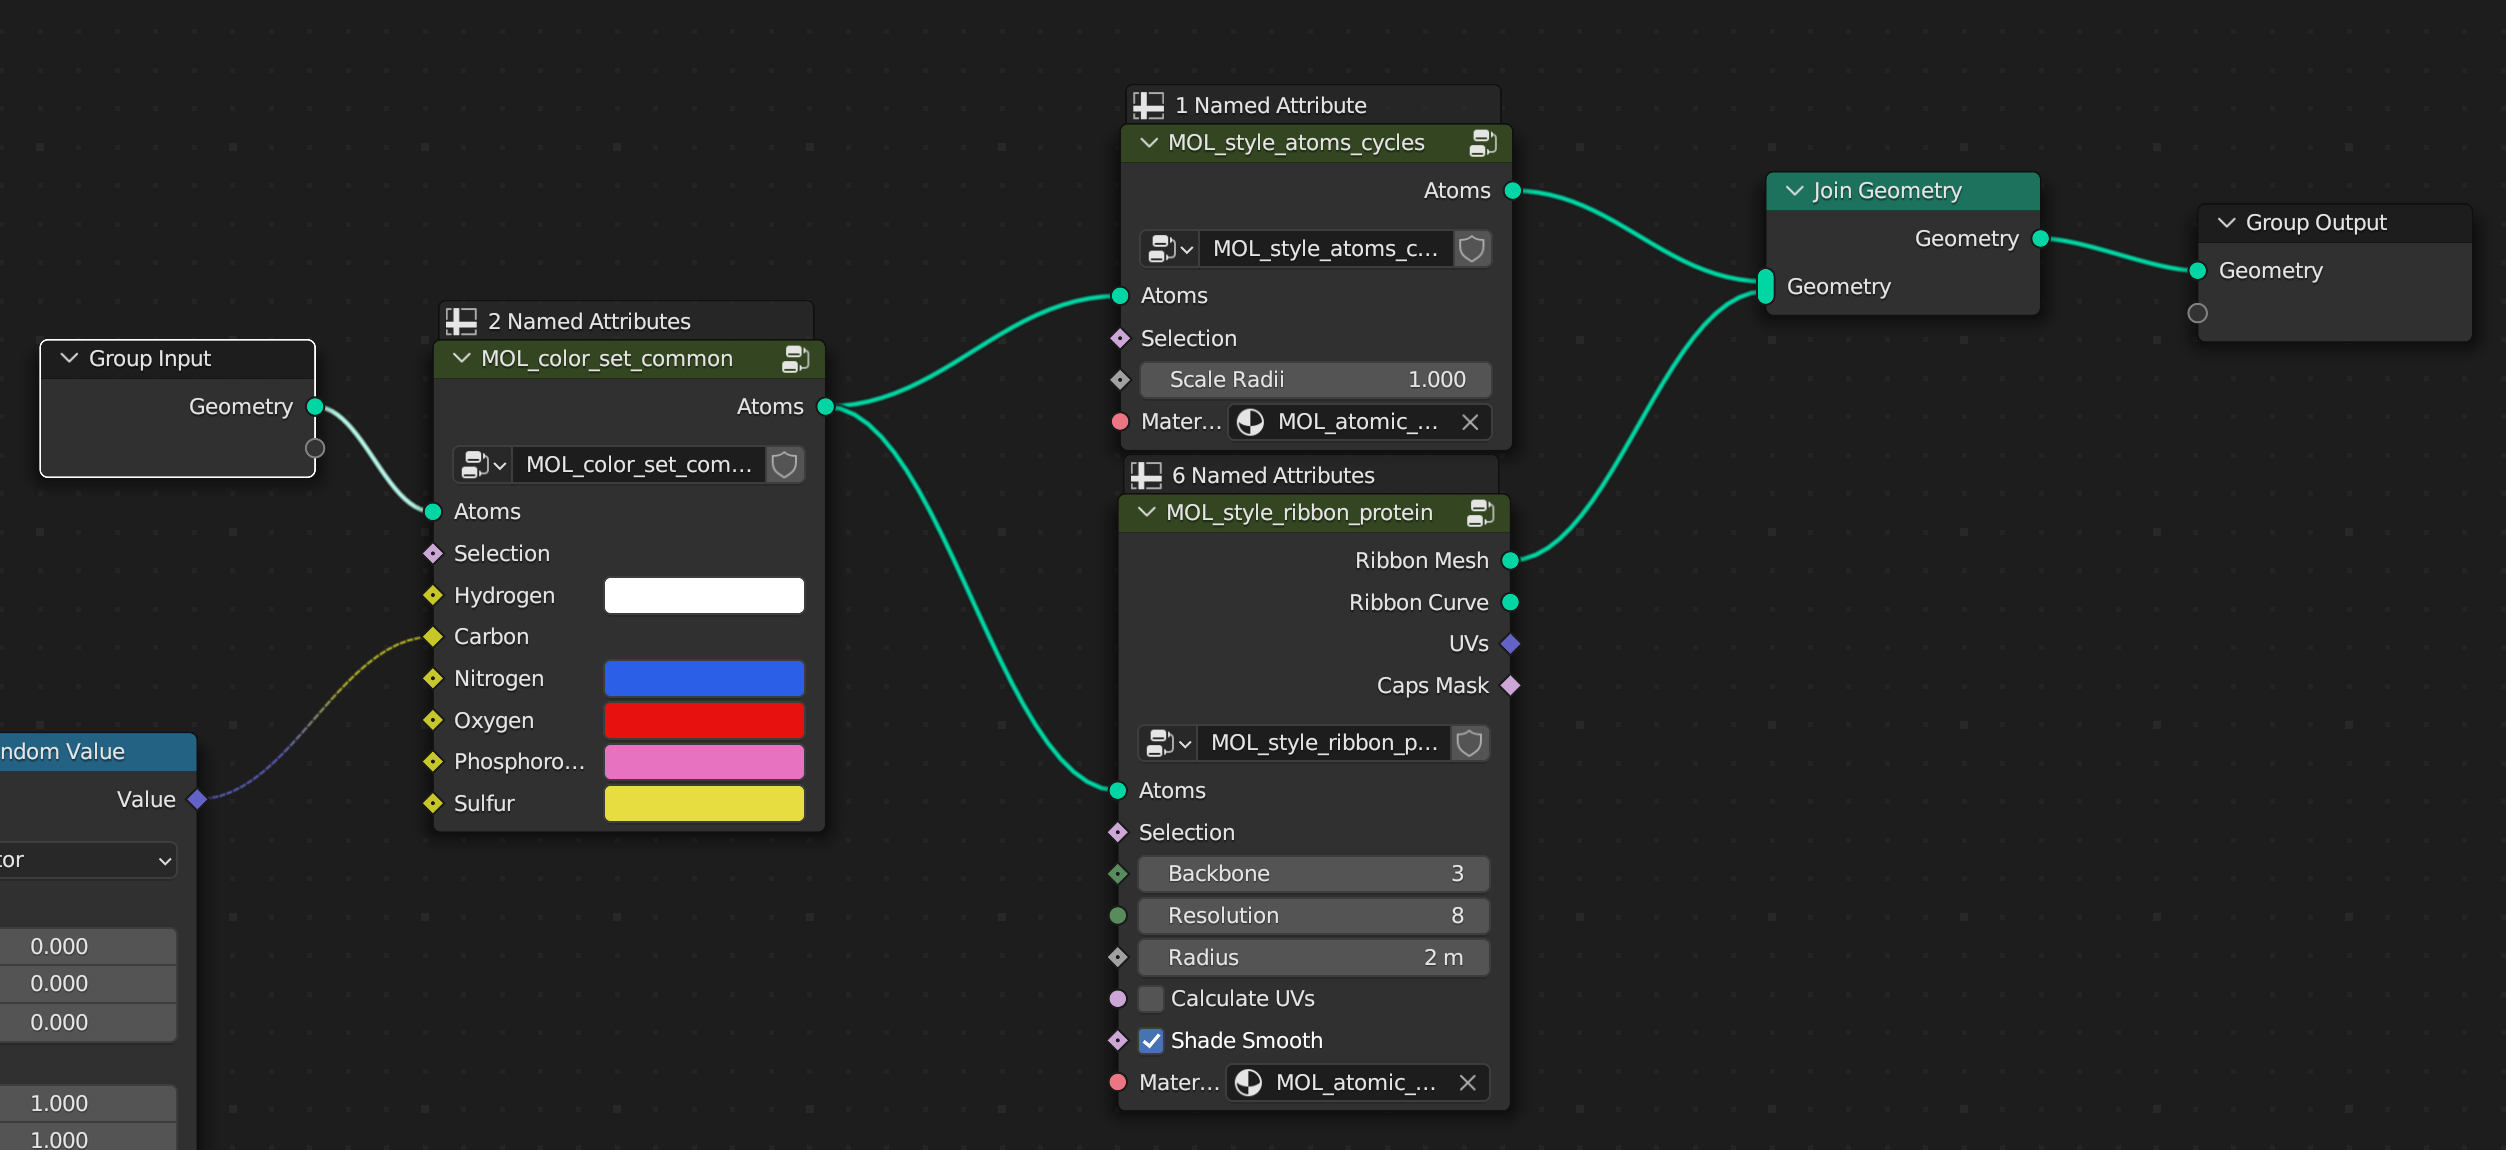 Group Input
Geometry
ndom Value
Value
tor
0.000
0.000
0.000
1.000
1.000
2 Named Attributes
MOL_color_set_common
Atoms
MOL_color_set_com...
Atoms
Selection
Hydrogen
Carbon
Nitrogen
Oxygen
Phosphoro...
Sulfur
1 Named Attribute
MOL_style_atoms_cycles
Atoms
MOL_style_atoms_c...
Atoms
Selection
Scale Radii 1.000
Mater... MOL_atomic_...
6 Named Attributes
MOL_style_ribbon_protein
Ribbon Mesh
Ribbon Curve
UVs
Caps Mask
MOL_style_ribbon_p...
Atoms
Selection
Backbone 3
Resolution 8
Radius 2 m
Calculate UVs
Shade Smooth
Mater... MOL_atomic_...
Join Geometry
Geometry
Geometry
Group Output
Geometry